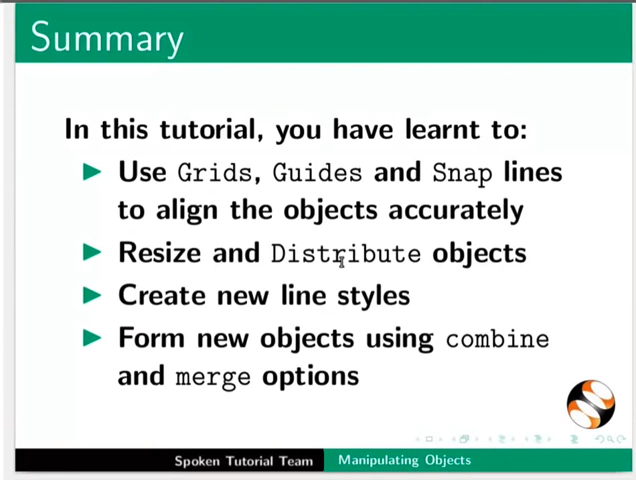 Summary
In this tutorial, you have learnt to:
Use Grids, Guides and Snap lines
to align the objects accurately
Resize and Distribute objects
Create new line styles
Form new objects using combine
and merge options
Spoken Tutorial Team Manipulating Objects